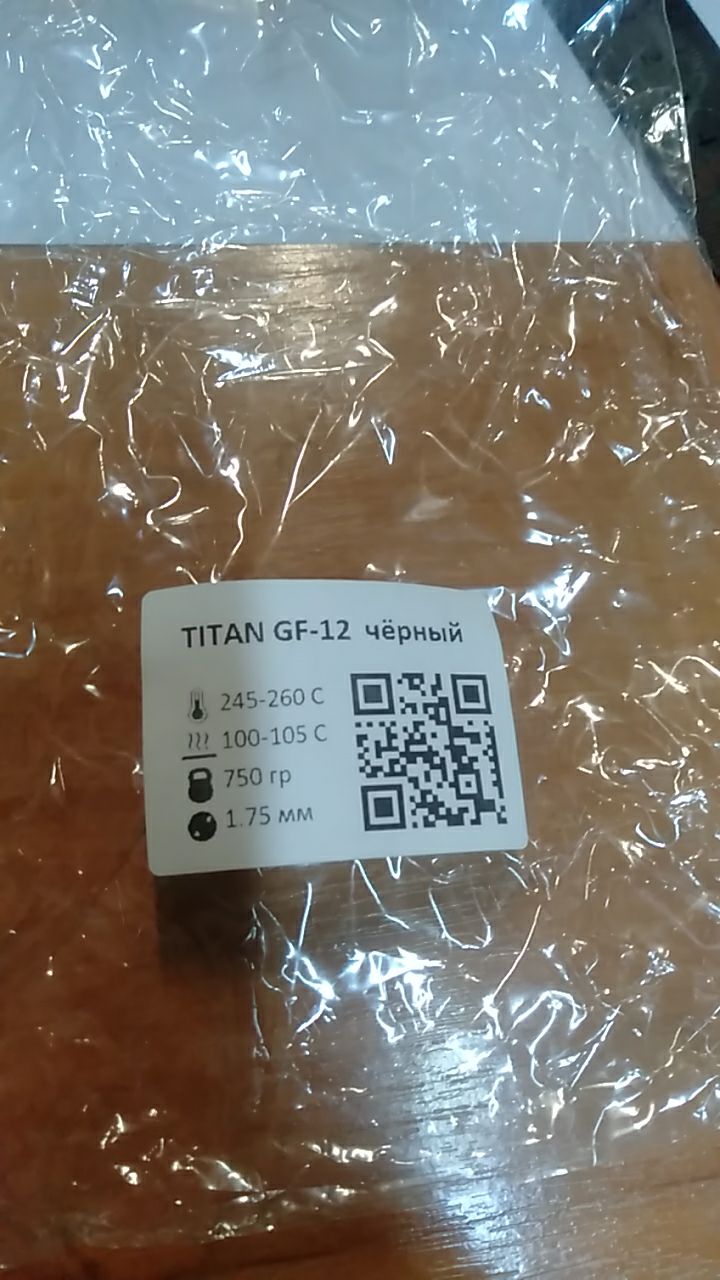 TITAN GF-12 чёрный
245-260 C
100-105 C
750 гр
1.75 мм